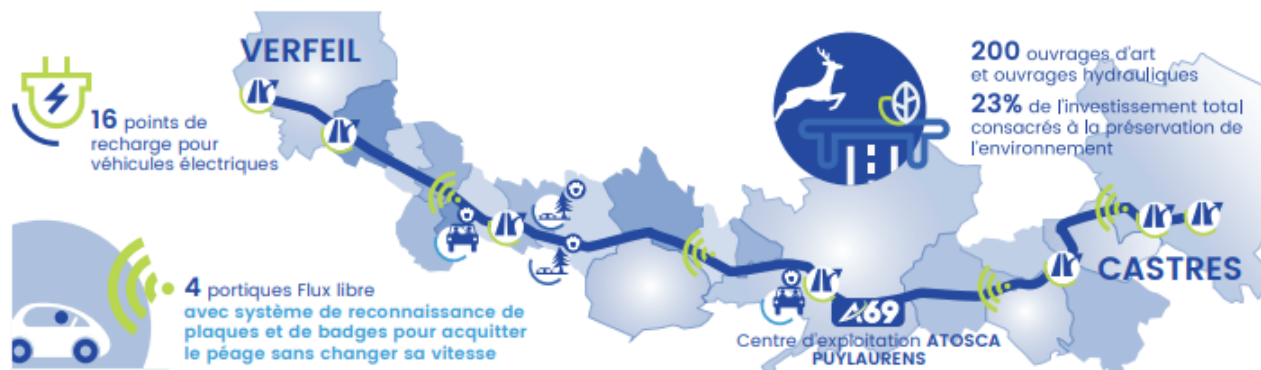 VERFEIL
16 points de
recharge pour
véhicules électriques
200 ouvrages d'art
et ouvrages hydrauliques
23% de l'investissement total
consacrés à la préservation de
l'environnement
4 portiques Flux libre
avec système de reconnaissance de
plaques et de badges pour acquitter
le péage sans changer sa vitesse
A69
Centre d'exploitation ATOSCA
PUYLAURENS
CASTRES